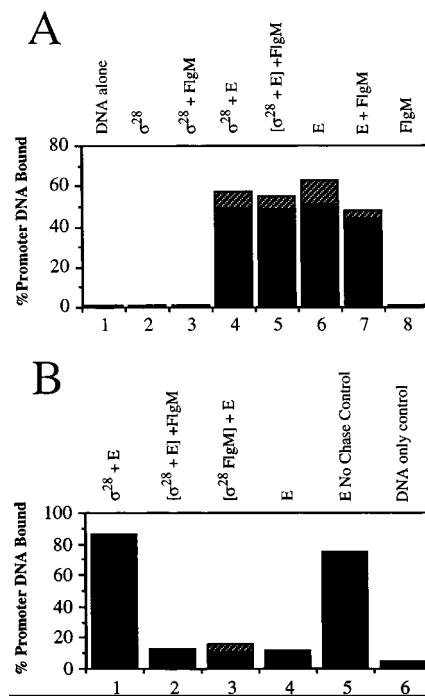 A
DNA alone
σ28
σ28 + FlgM
σ28 + E
[σ28 + E] +FlgM
E
E + FlgM
FlgM
%Promoter DNA Bound
80
60
40
20
0
1 2 3 4 5 6 7 8
B
σ28 + E
[σ28 + E] +FlgM
[σ28 FlgM] + E
E
E No Chase Control
DNA only control
% Promoter DNA Bound
100
80
60
40
20
0
1 2 3 4 5 6